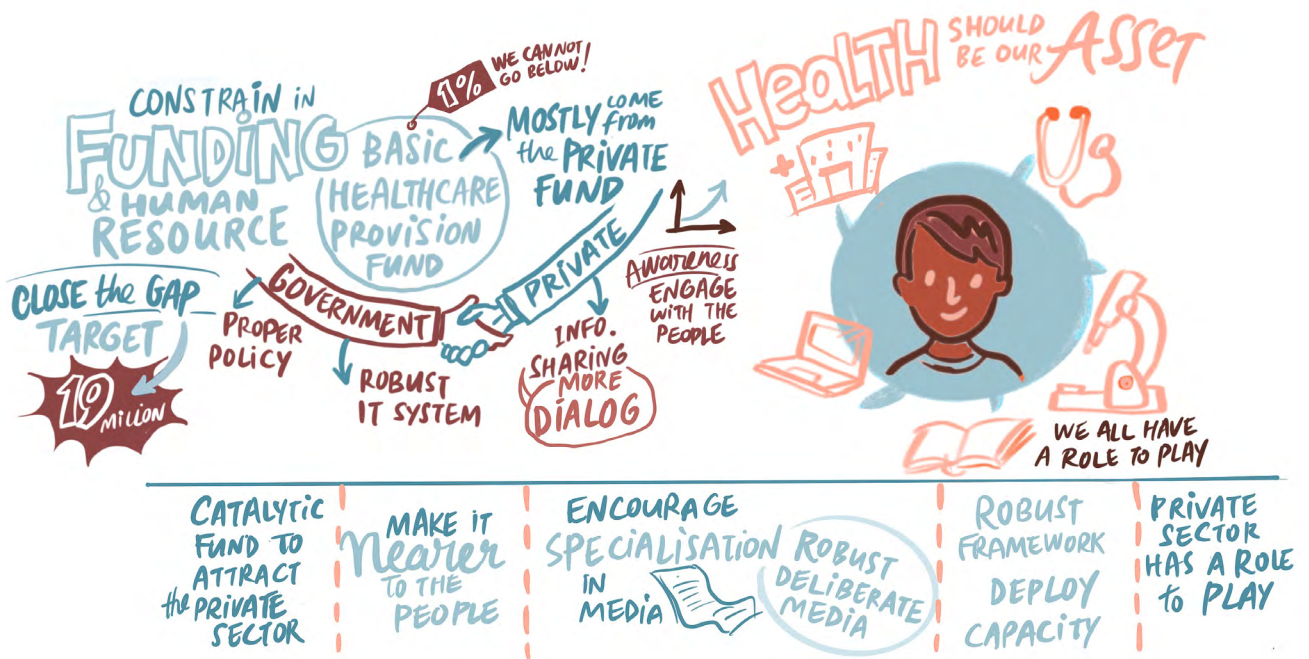 CONSTRAIN IN
FUNDING
& HUMAN
RESOURCE
CLOSE the GAP
TARGET
19 MILLION
1%
WE CAN NOT
GO BELOW!
BASIC
HEALTHCARE
PROVISION
FUND
MOSTLY COME
from
the PRIVATE
FUND
GOVERNMENT
PRIVATE
PROPER
POLICY
ROBUST
IT SYSTEM
INFO.
SHARING
MORE
DIALOG
AWARENESS
ENGAGE
WITH THE
PEOPLE
HEALTH SHOULD
BE OUR ASSET
WE ALL HAVE
A ROLE TO PLAY
CATALYTIC
FUND TO
ATTRACT
the PRIVATE
SECTOR
MAKE IT
Nearer
TO THE
PEOPLE
ENCOURAGE
SPECIALISATION
IN
MEDIA
ROBUST
DELIBERATE
MEDIA
ROBUST
FRAMEWORK
DEPLOY
CAPACITY
PRIVATE
SECTOR
HAS A ROLE
to PLAY